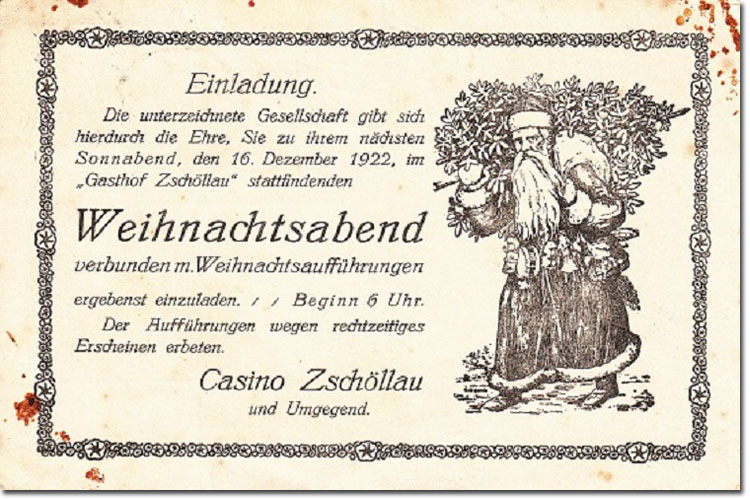 Einladung.
Die unterzeichnete Gesellschaft gibt sich
hierdurch die Ehre, Sie zu ihrem nächsten
Sonnabend, den 16. Dezember 1922, im
„Gasthof Zschöllau“ stattfindenden
Weihnachtsabend
verbunden m. Weihnachtsaufführungen
ergebenst einzuladen. / / Beginn 6 Uhr.
Der Aufführungen wegen rechtzeitiges
Erscheinen erbeten.
Casino Zschöllau
und Umgegend.